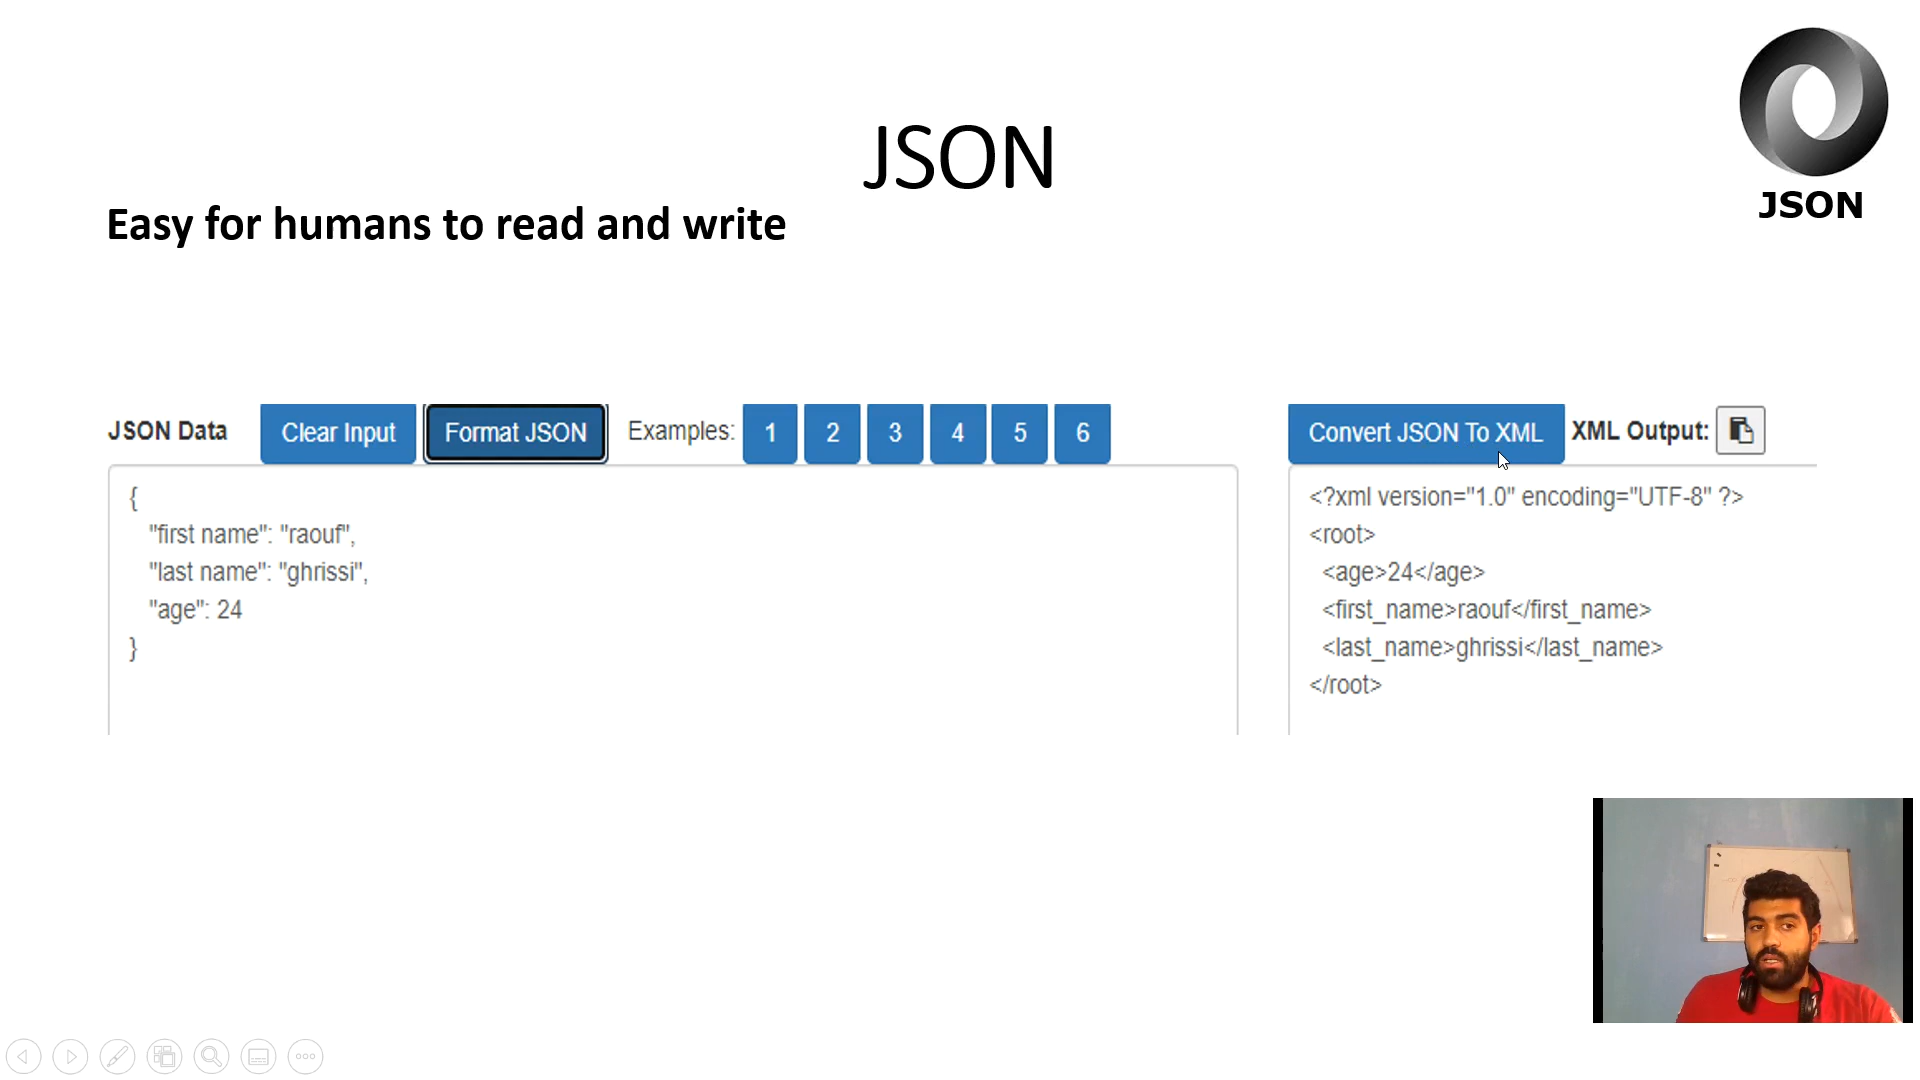 JSON
JSON
Easy for humans to read and write
JSON Data Clear Input Format JSON Examples: 1 2 3 4 5 6
{
"first name": "raouf",
"last name": "ghrissi",
"age": 24
}
Convert JSON To XML XML Output:
<?xml version="1.0" encoding="UTF-8" ?>
<root>
<age>24</age>
<first_name>raouf</first_name>
<last_name>ghrissi</last_name>
</root>